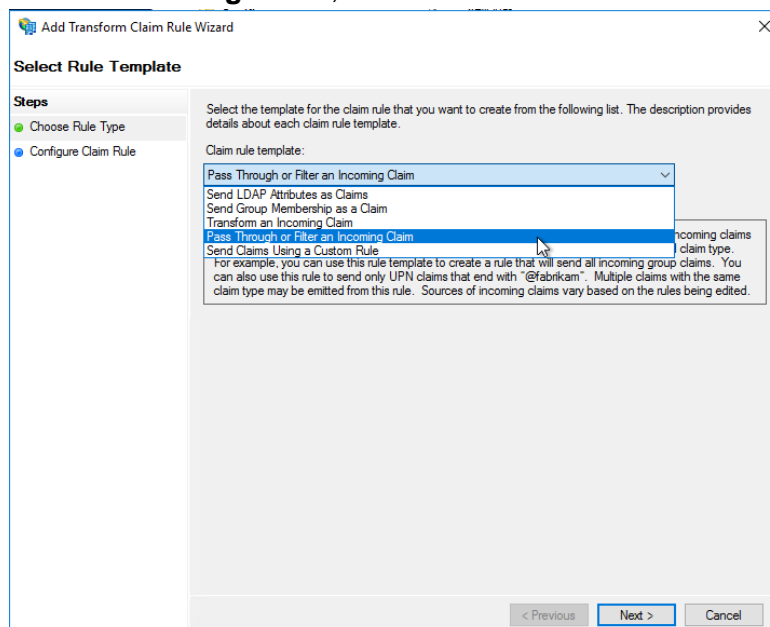 Add Transform Claim Rule Wizard
Select Rule Template
Steps
Choose Rule Type
Configure Claim Rule
Select the template for the claim rule that you want to create from the following list. The description provides
details about each claim rule template.
Claim rule template:
Pass Through or Filter an Incoming Claim
Send LDAP Attributes as Claims
Send Group Membership as a Claim
Transform an Incoming Claim
Pass Through or Filter an Incoming Claim
Send Claims Using a Custom Rule
incoming claims
claim type.
For example, you can use this rule template to create a rule that will send all incoming group claims. You
can also use this rule to send only UPN claims that end with "@fabrikam". Multiple claims with the same
claim type may be emitted from this rule. Sources of incoming claims vary based on the rules being edited.
< Previous
Next >
Cancel